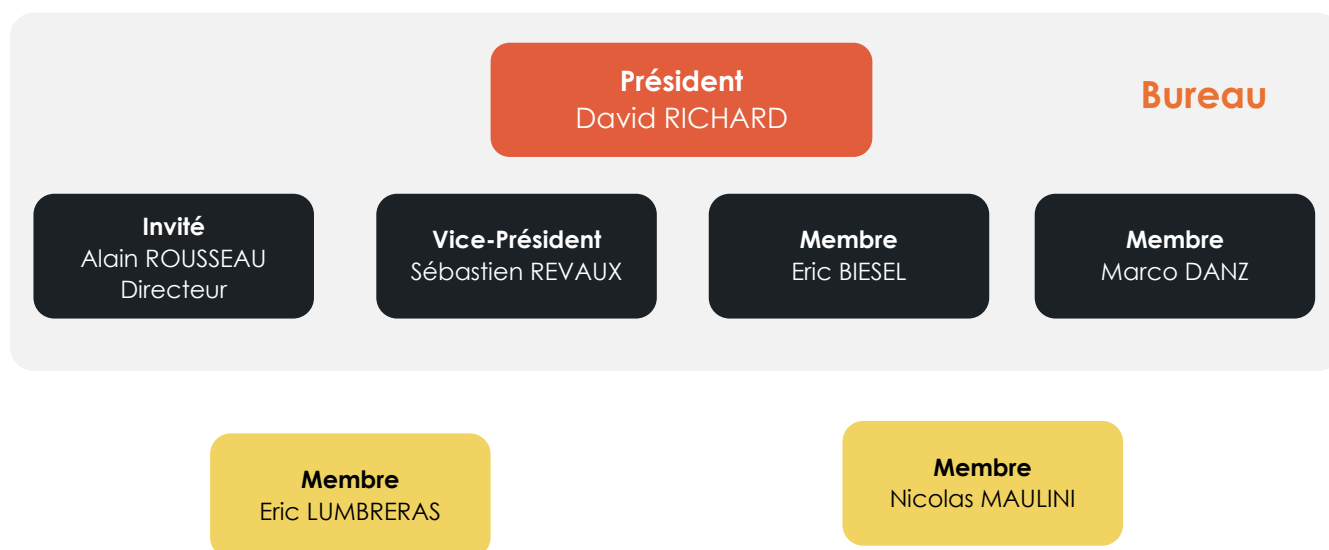 Président
David RICHARD
Bureau
Invité
Alain ROUSSEAU
Directeur
Vice-Président
Sébastien REVAUX
Membre
Eric BIESEL
Membre
Marco DANZ
Membre
Eric LUMBRERAS
Membre
Nicolas MAULINI